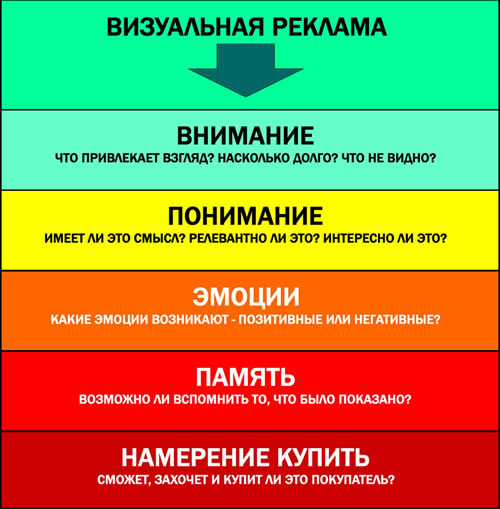 ВИЗУАЛЬНАЯ РЕКЛАМА
ВНИМАНИЕ
ЧТО ПРИВЛЕКАЕТ ВЗГЛЯД? НАСКОЛЬКО ДОЛГО? ЧТО НЕ ВИДНО?
ПОНИМАНИЕ
ИМЕЕТ ЛИ ЭТО СМЫСЛ? РЕЛЕВАНТНО ЛИ ЭТО? ИНТЕРЕСНО ЛИ ЭТО?
ЭМОЦИИ
КАКИЕ ЭМОЦИИ ВОЗНИКАЮТ - ПОЗИТИВНЫЕ ИЛИ НЕГАТИВНЫЕ?
ПАМЯТЬ
ВОЗМОЖНО ЛИ ВСПОМНИТЬ ТО, ЧТО БЫЛО ПОКАЗАНО?
НАМЕРЕНИЕ КУПИТЬ
СМОЖЕТ, ЗАХОЧЕТ И КУПИТ ЛИ ЭТО ПОКУПАТЕЛЬ?